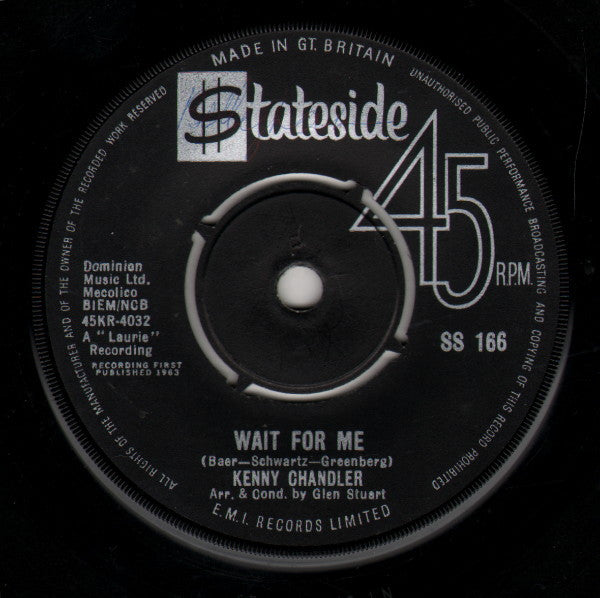 MADE IN GT. BRITAIN
UNAUTHORISED PUBLIC PERFORMANCE BROADCASTING AND COPYING OF THIS RECORD PROHIBITED
ALL RIGHTS OF THE MANUFACTURER AND OF THE OWNER OF THE RECORDED WORK RESERVED
$tateside
45 R.P.M.
Dominion
Music Ltd.
Mecolico
BIEM/NCB
45KR-4032
A "Laurie"
Recording
RECORDING FIRST
PUBLISHED 1963
SS 166
WAIT FOR ME
(Baer—Schwartz—Greenberg)
KENNY CHANDLER
Arr. & Cond. by Glen Stuart
E.M.I. RECORDS LIMITED